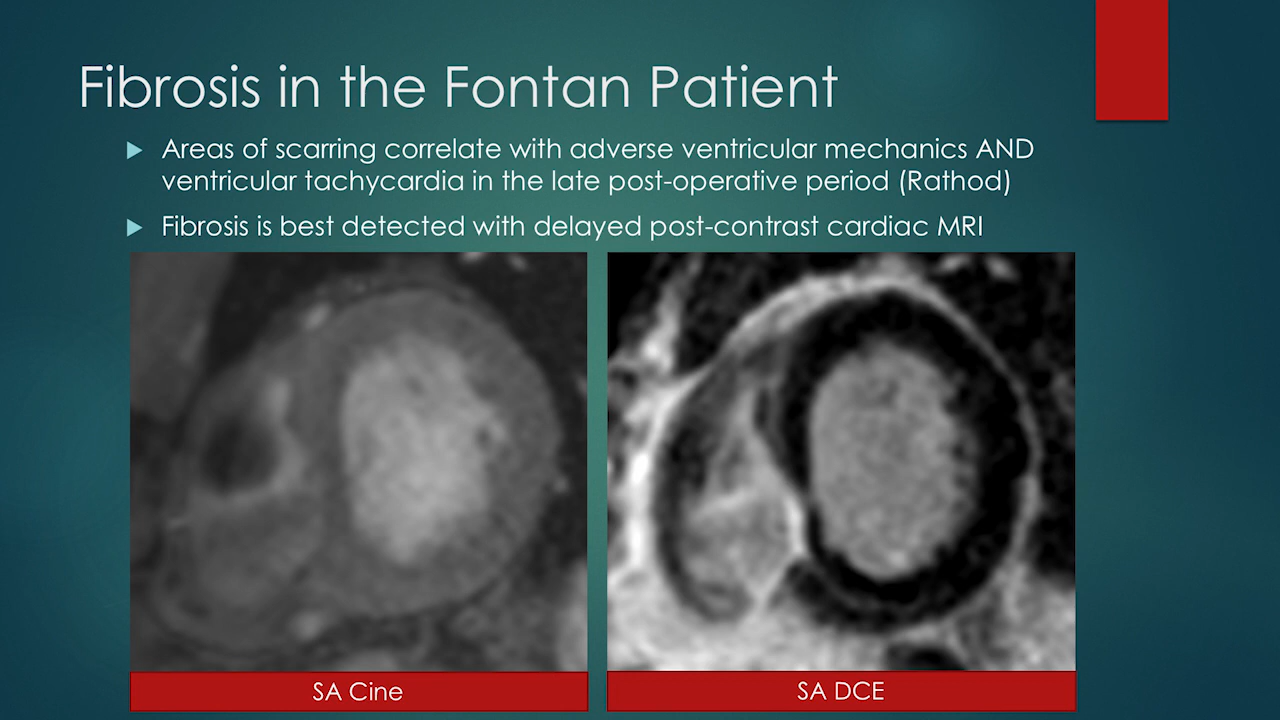 Fibrosis in the Fontan Patient
Areas of scarring correlate with adverse ventricular mechanics AND
ventricular tachycardia in the late post-operative period (Rathod)
Fibrosis is best detected with delayed post-contrast cardiac MRI
SA Cine
SA DCE